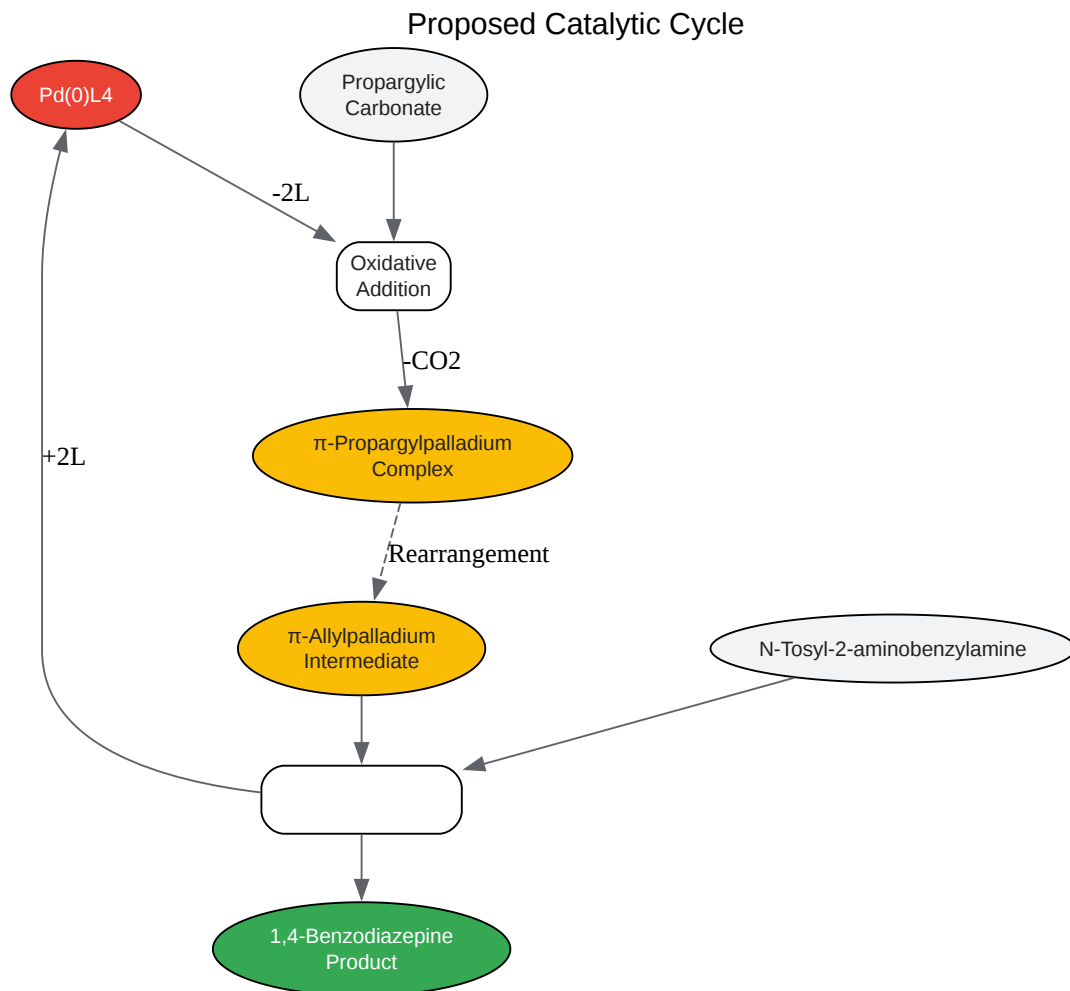 Proposed Catalytic Cycle
Pd(0)L4
Propargylic
Carbonate
-2L
Oxidative
Addition
-CO2
π-Propargylpalladium
Complex
+2L
Rearrangement
π-Allylpalladium
Intermediate
N-Tosyl-2-aminobenzylamine
1,4-Benzodiazepine
Product